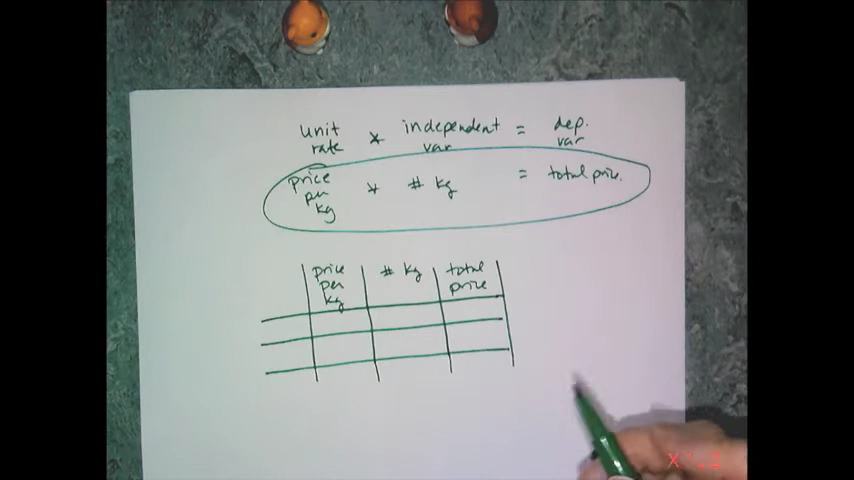 unit rate * independent var = dep. var
price per kg * # kg = total price.
price per kg # kg total price